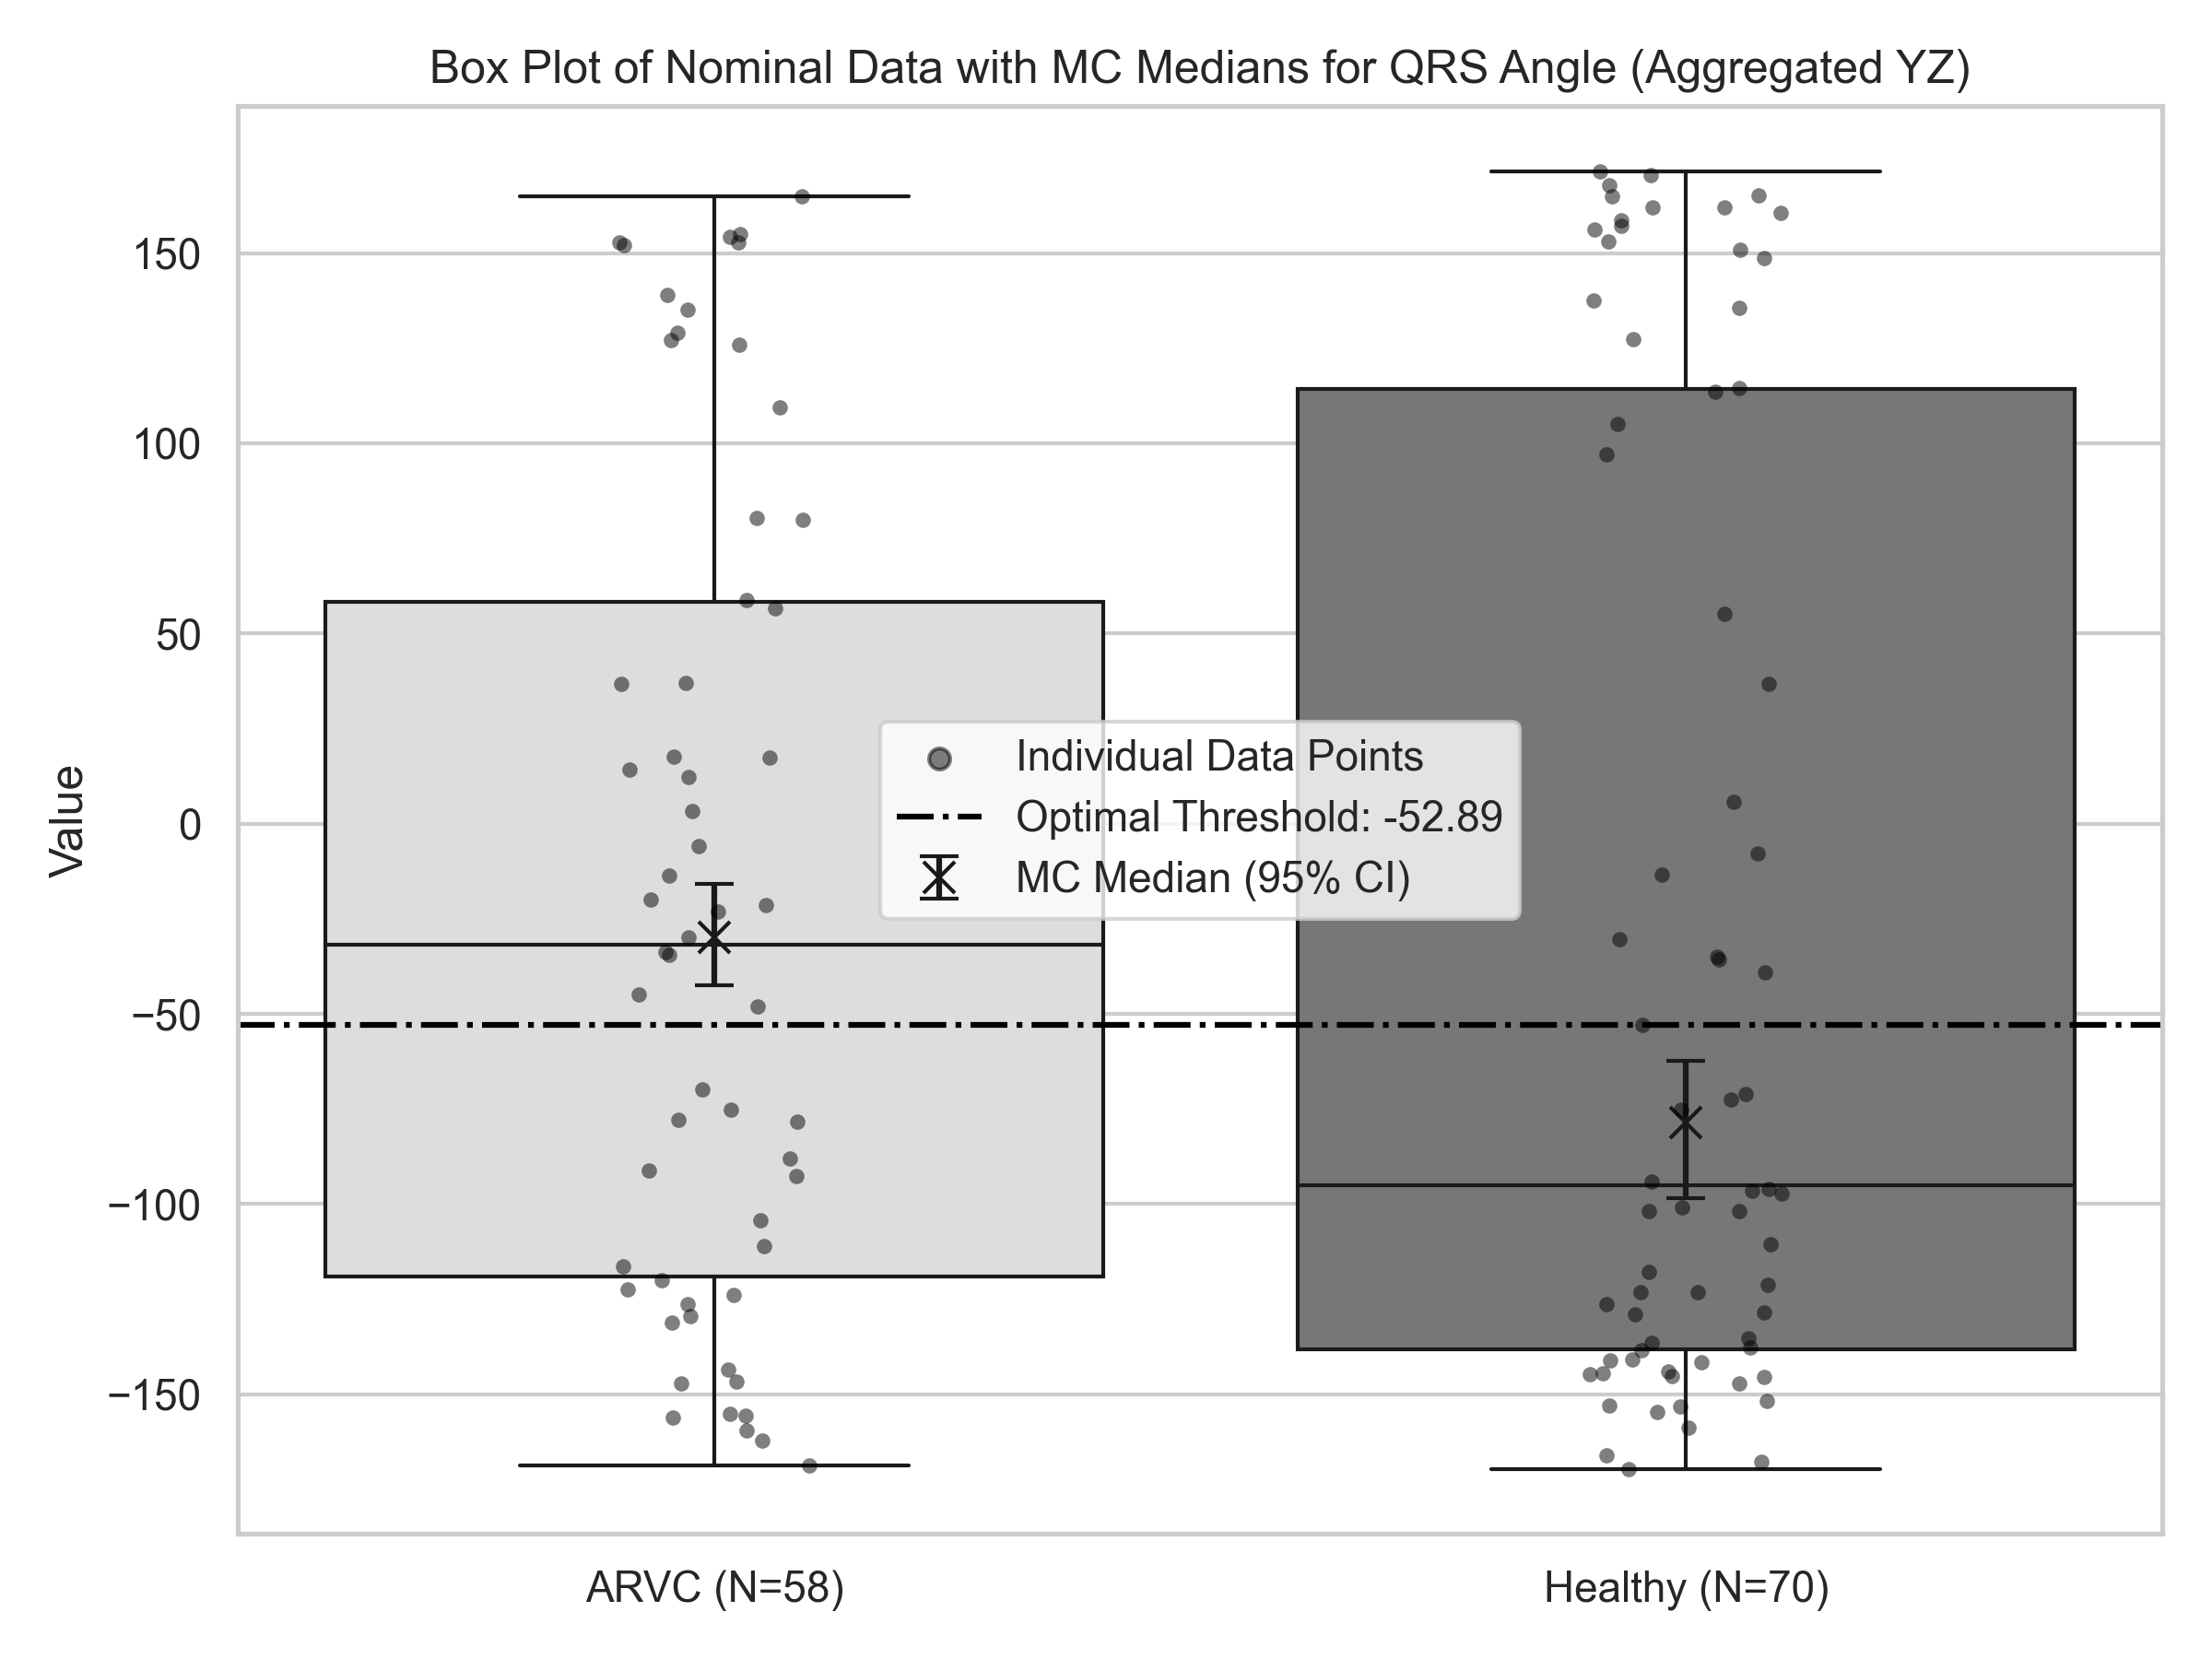 Box Plot of Nominal Data with MC Medians for QRS Angle (Aggregated YZ)
Value
150
100
50
0
−50
−100
−150
Individual Data Points
Optimal Threshold: -52.89
MC Median (95% CI)
ARVC (N=58)
Healthy (N=70)